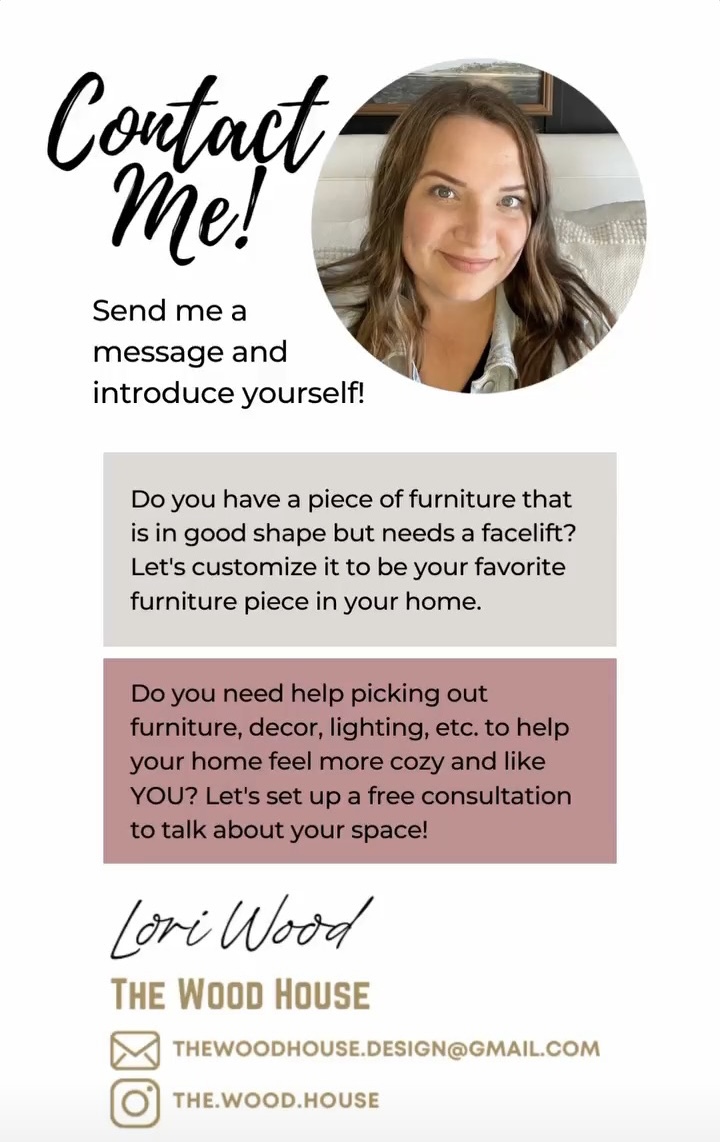 Contact
Me!
Send me a
message and
introduce yourself!
Do you have a piece of furniture that
is in good shape but needs a facelift?
Let's customize it to be your favorite
furniture piece in your home.
Do you need help picking out
furniture, decor, lighting, etc. to help
your home feel more cozy and like
YOU? Let's set up a free consultation
to talk about your space!
Lori Wood
THE WOOD HOUSE
THEWOODHOUSE.DESIGN@GMAIL.COM
THE.WOOD.HOUSE